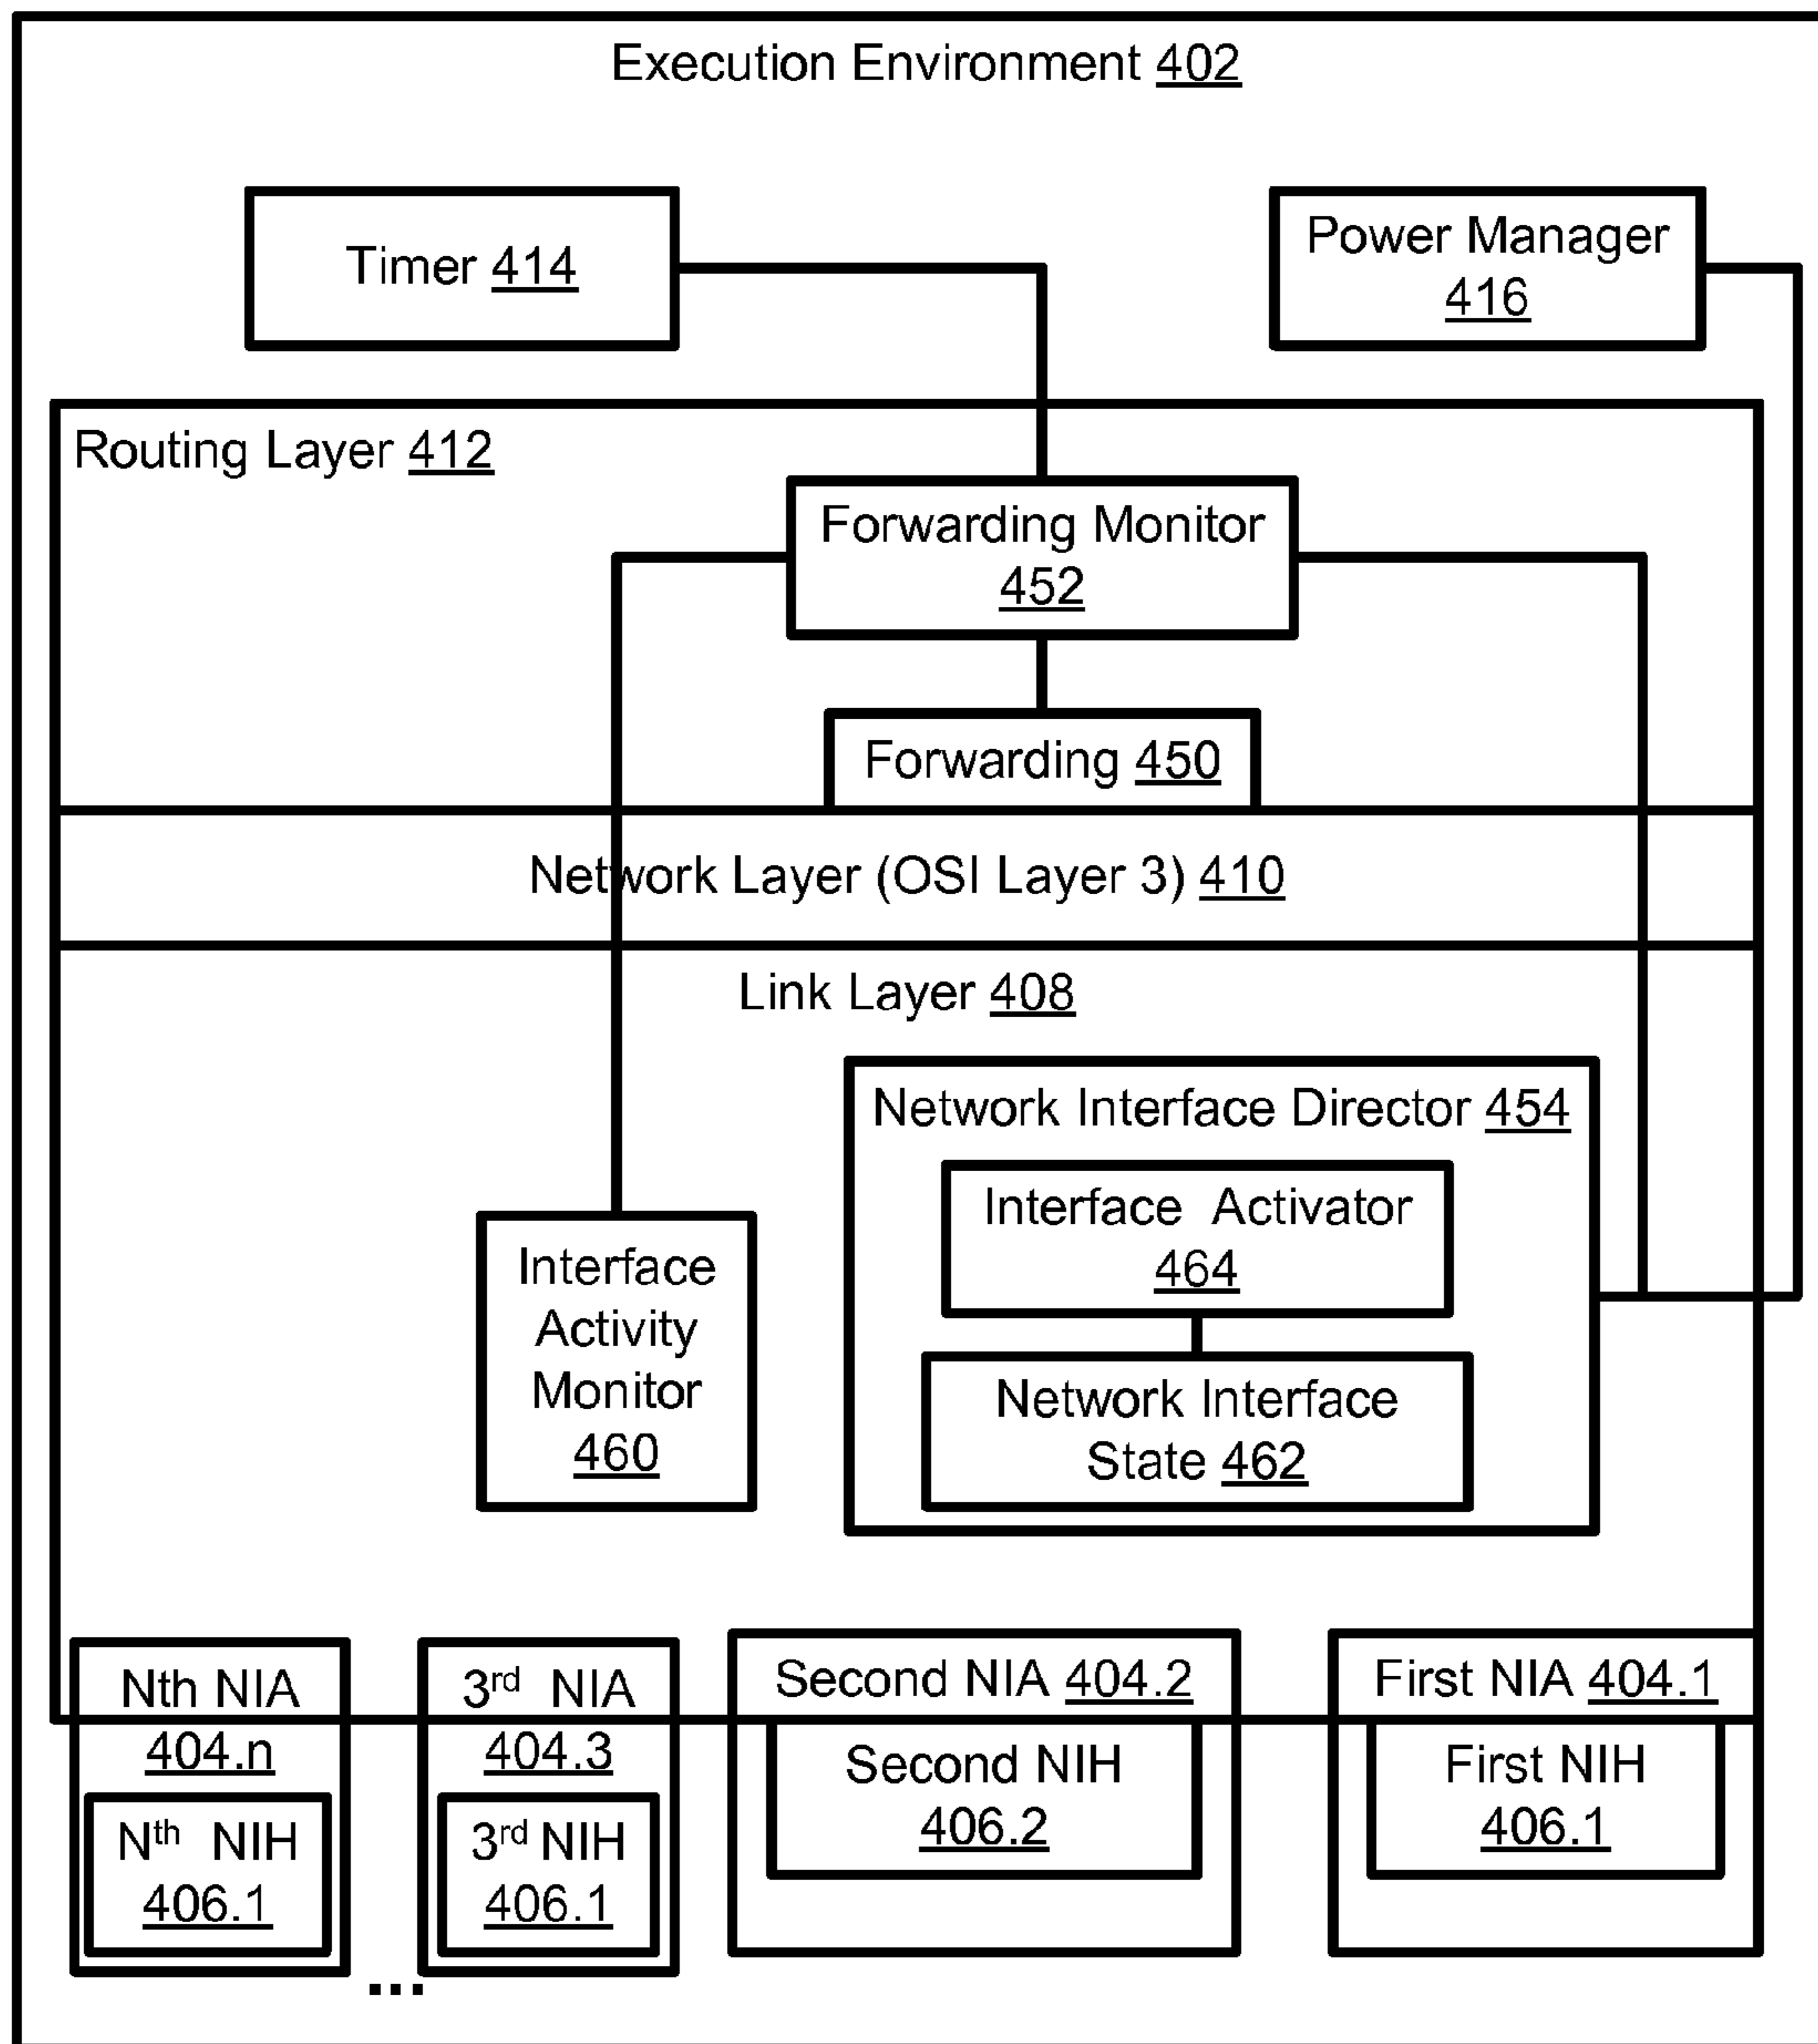 Execution Environment 402
Timer 414
Power Manager
416
Routing Layer 412
Forwarding Monitor
452
Forwarding 450
Network Layer (OSI Layer 3) 410
Link Layer 408
Network Interface Director 454
Interface Activator
464
Interface
Activity
Monitor
460
Network Interface
State 462
Nth NIA
404.n
Nth NIH
406.1
...
3rd NIA
404.3
3rd NIH
406.1
Second NIA 404.2
Second NIH
406.2
First NIA 404.1
First NIH
406.1